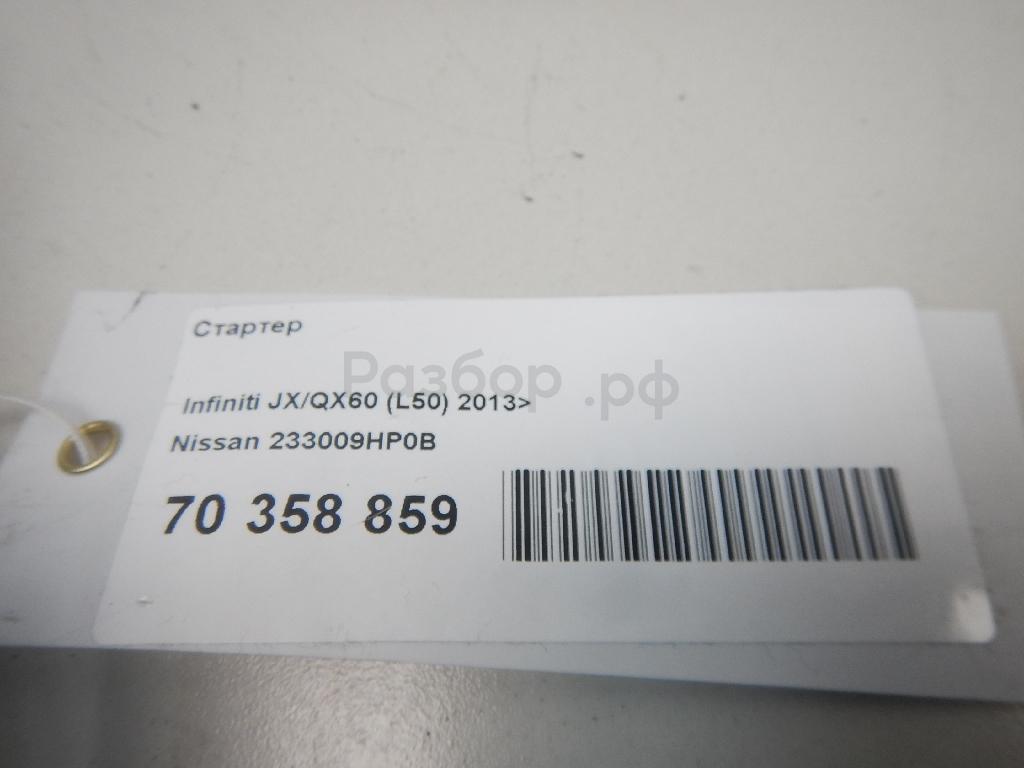 Стартер
Разбор.рф
Infiniti JX/QX60 (L50) 2013>
Nissan 233009HP0B
70 358 859